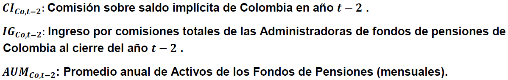 CI_{Co,t−2}: Comisión sobre saldo implícita de Colombia en año t − 2 .
IG_{Co,t−2}: Ingreso por comisiones totales de las Administradoras de fondos de pensiones de
Colombia al cierre del año t − 2 .
AUM_{Co,t−2}: Promedio anual de Activos de los Fondos de Pensiones (mensuales).